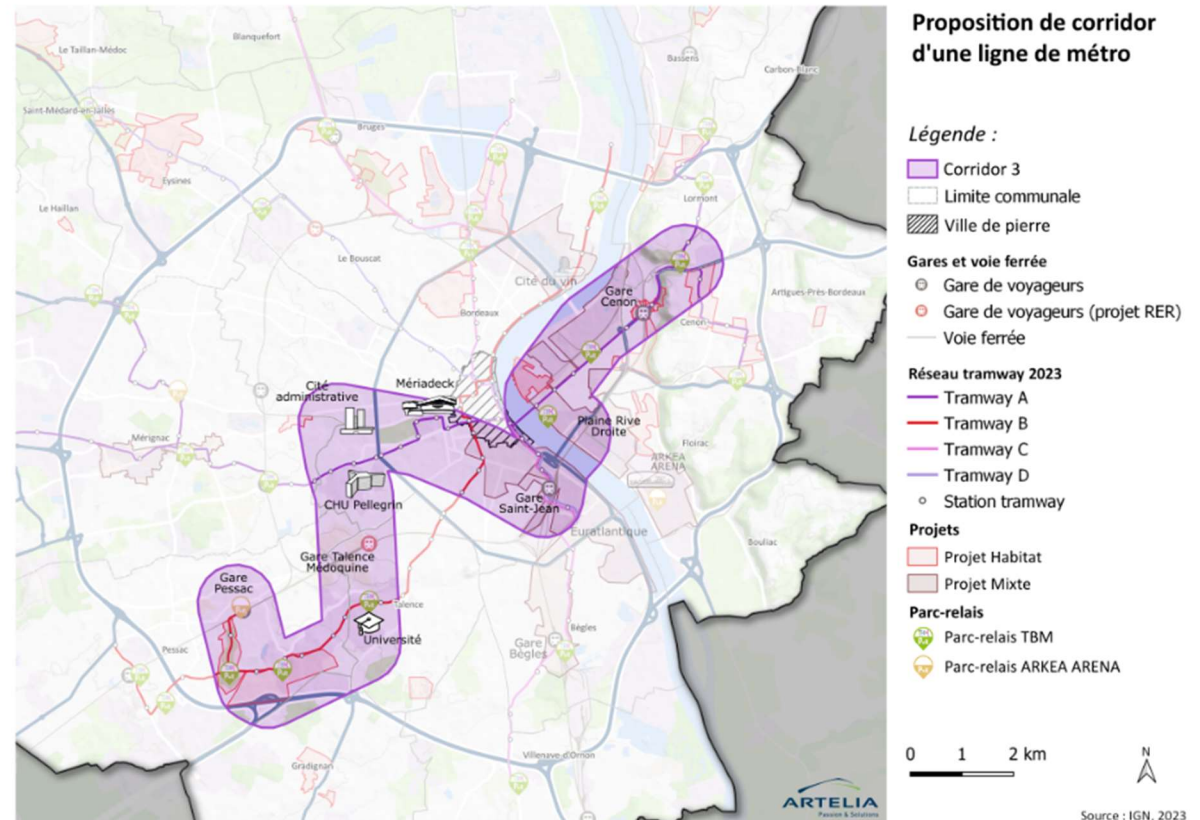 Proposition de corridor
d'une ligne de métro
Légende :
Corridor 3
Limite communale
Ville de pierre
Gares et voie ferrée
Gare de voyageurs
Gare de voyageurs (projet RER)
Voie ferrée
Réseau tramway 2023
Tramway A
Tramway B
Tramway C
Tramway D
Station tramway
Projets
Projet Habitat
Projet Mixte
Parc-relais
Parc-relais TBM
Parc-relais ARKEA ARENA
0 1 2 km
N
Source : IGN, 2023
Le Taillan-Médoc
Blanquefort
Bassens
Carbon-Blanc
Saint-Médard-en-Jalles
Bruges
Eysines
Lormont
Le Haillan
Le Bouscat
Cité du vin
Gare
Cenon
Artigues-Près-Bordeaux
Bordeaux
Cenon
Cité
administrative
Mériadeck
Plaine Rive
Droite
Mérignac
Floirac
ARKEA
ARENA
CHU Pellegrin
Gare
Saint-Jean
Euratlantique
Bouliac
Gare Talence
Médoquine
Gare
Pessac
Talence
Université
Bègles
Gare
Bègles
Pessac
Villenave-d'Ornon
Gradignan
ARTELIA
Passion & Solutions